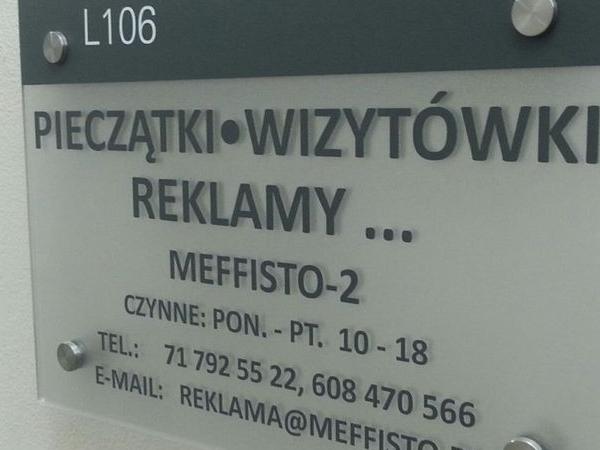 L106
PIECZĄTKI•WIZYTÓWKI
REKLAMY ...
MEFFISTO-2
CZYNNE: PON. - PT. 10 - 18
TEL.: 71 792 55 22, 608 470 566
E-MAIL: REKLAMA@MEFFISTO-